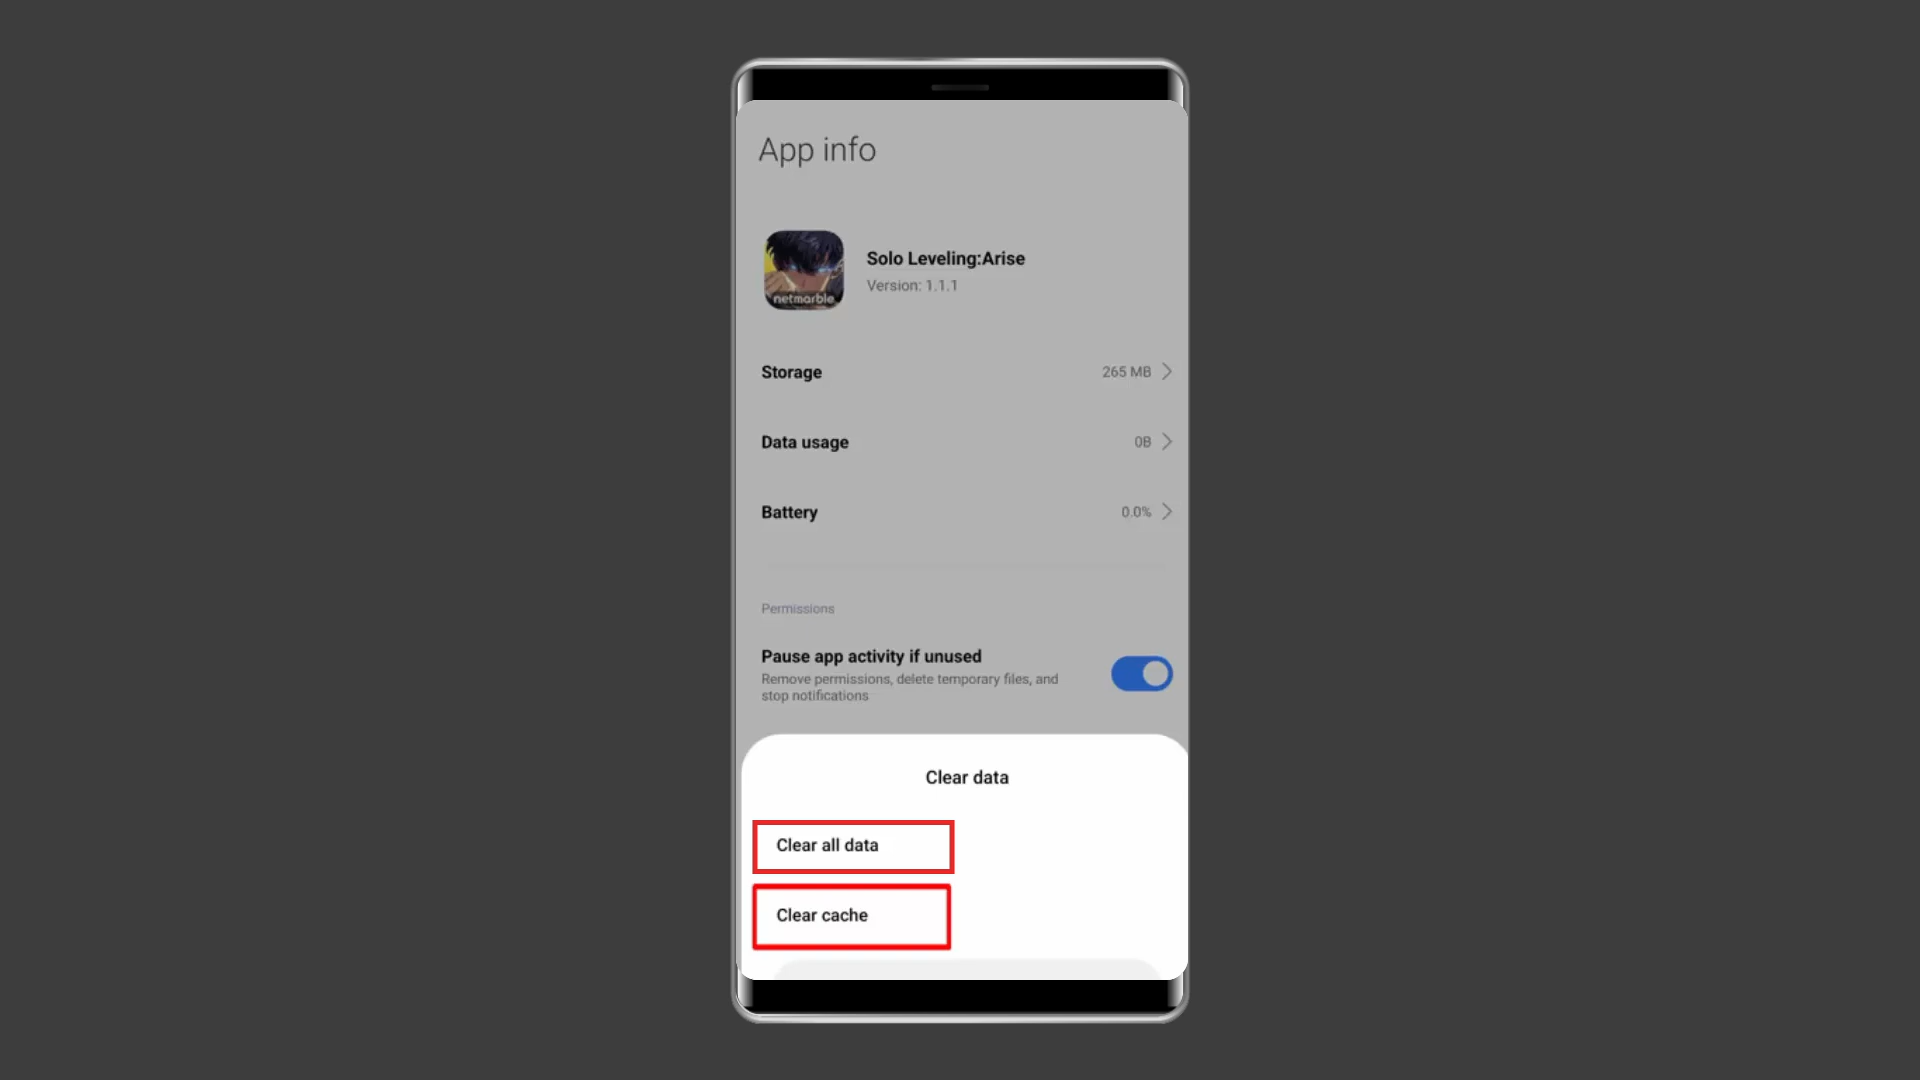 App info
netmarble
Solo Leveling:Arise
Version: 1.1.1
Storage 265 MB
Data usage 0B
Battery 0.0%
Permissions
Pause app activity if unused
Remove permissions, delete temporary files, and
stop notifications
Clear data
Clear all data
Clear cache